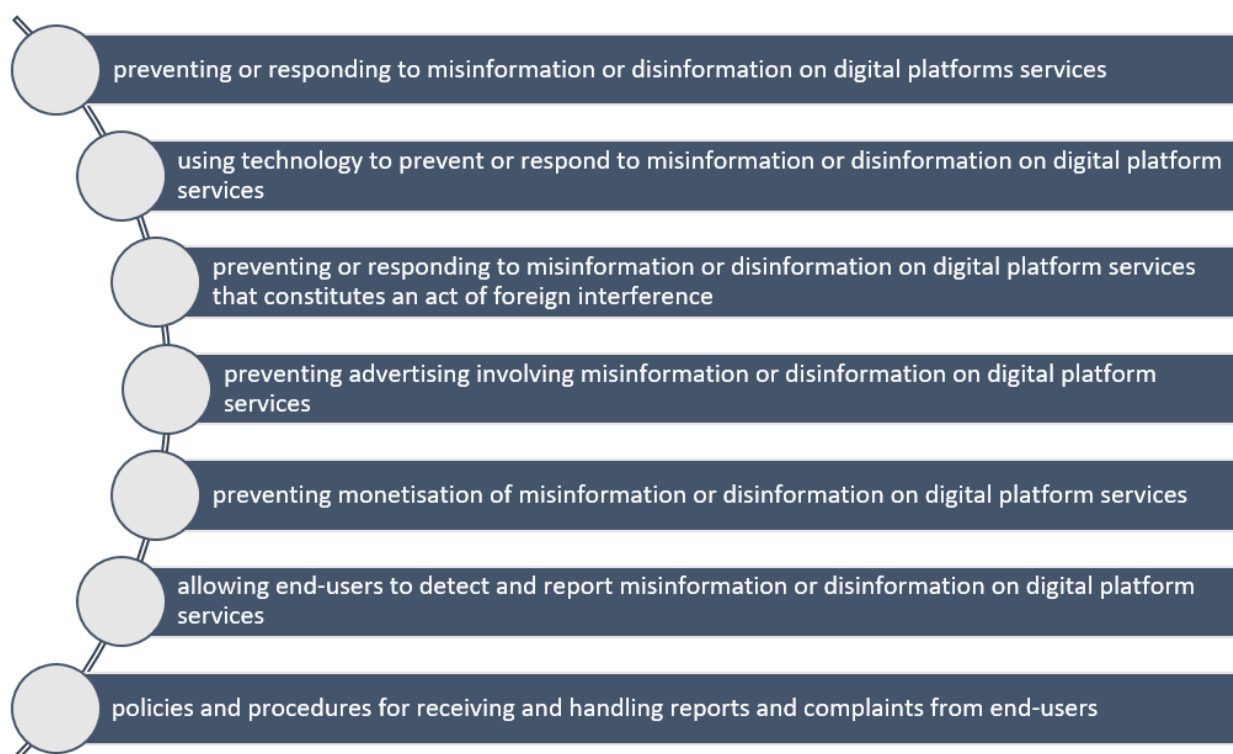 preventing or responding to misinformation or disinformation on digital platforms services
using technology to prevent or respond to misinformation or disinformation on digital platform
services
preventing or responding to misinformation or disinformation on digital platform services
that constitutes an act of foreign interference
preventing advertising involving misinformation or disinformation on digital platform
services
preventing monetisation of misinformation or disinformation on digital platform services
allowing end-users to detect and report misinformation or disinformation on digital platform
services
policies and procedures for receiving and handling reports and complaints from end-users